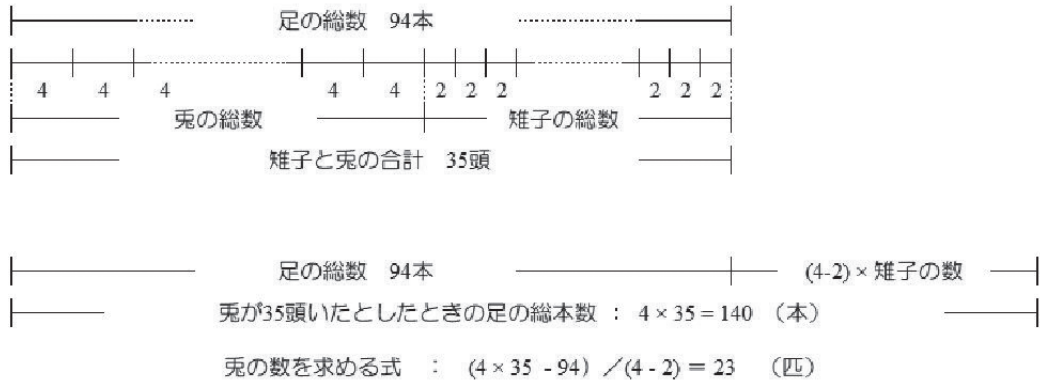 足の総数　94本
4 4 4 4 4 2 2 2 2 2 2
兎の総数 雉子の総数
雉子と兎の合計　35頭
足の総数　94本 (4-2) × 雉子の数
兎が35頭いたとしたときの足の総本数 ： 4 × 35 = 140 （本）
兎の数を求める式　： (4 × 35 - 94) ／(4 - 2) = 23 （匹）